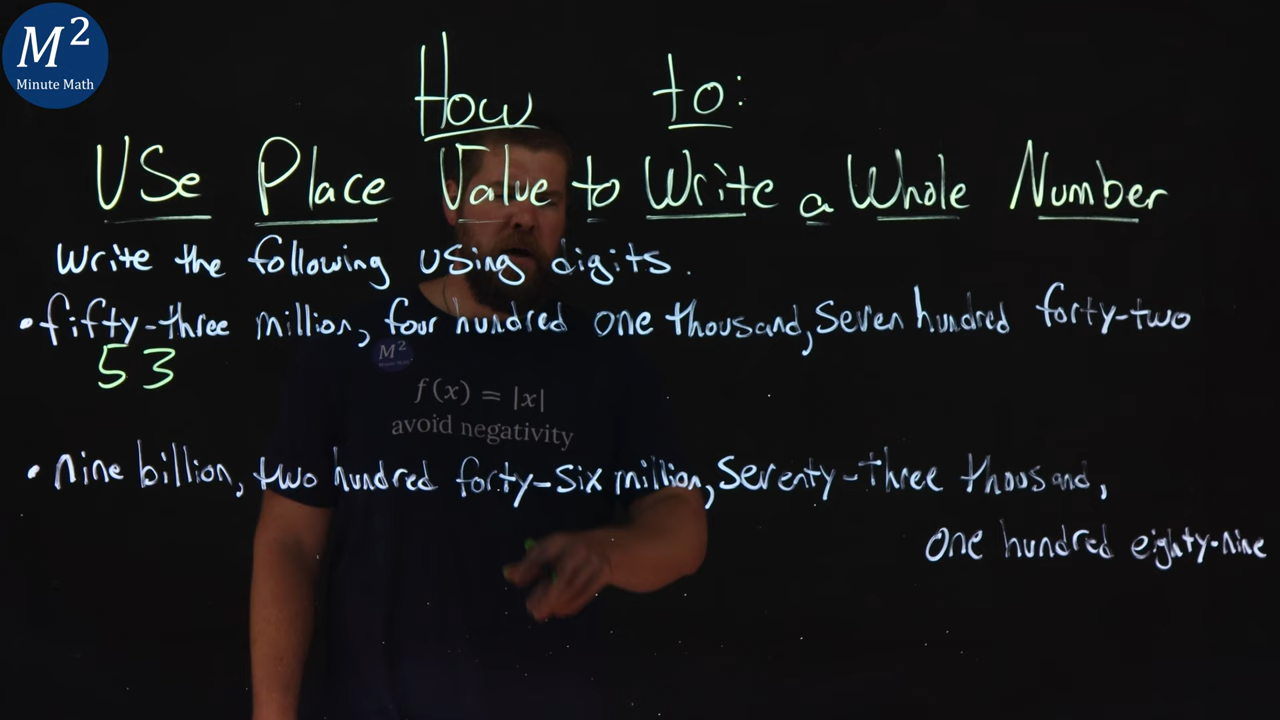 M²
Minute Math
How to:
Use Place Value to Write a Whole Number
Write the following using digits.
• fifty-three million, four hundred one thousand, seven hundred forty-two
53
M²
f(x) = |x|
avoid negativity
• nine billion, two hundred forty-six million, seventy-three thousand,
one hundred eighty-nine